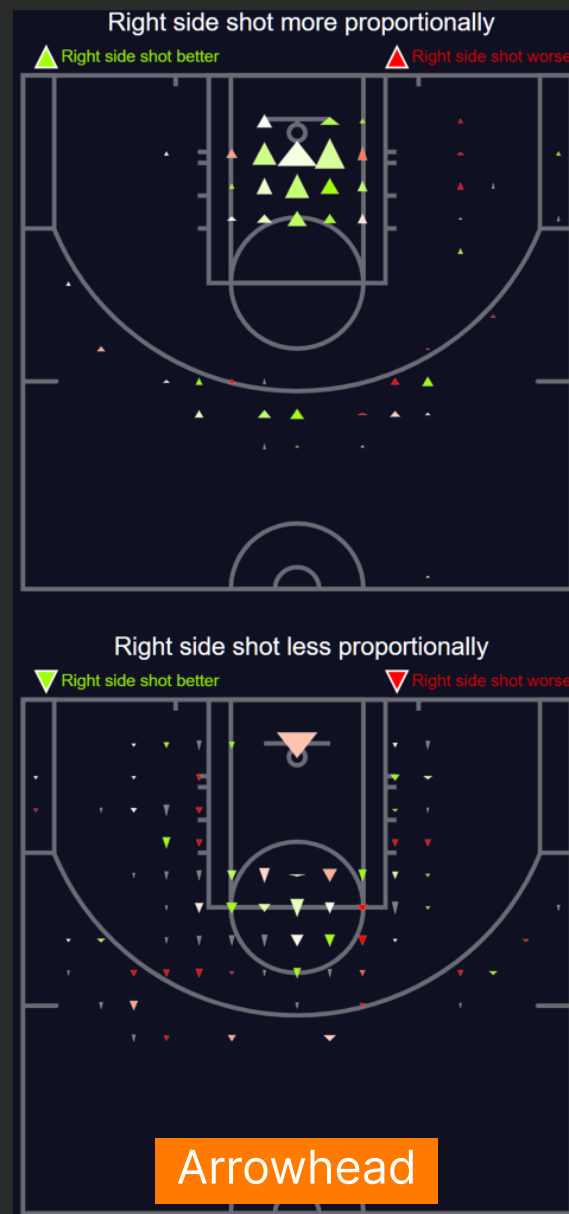 Right side shot more proportionally
Right side shot better
Right side shot worse
Right side shot less proportionally
Right side shot better
Right side shot worse
Arrowhead